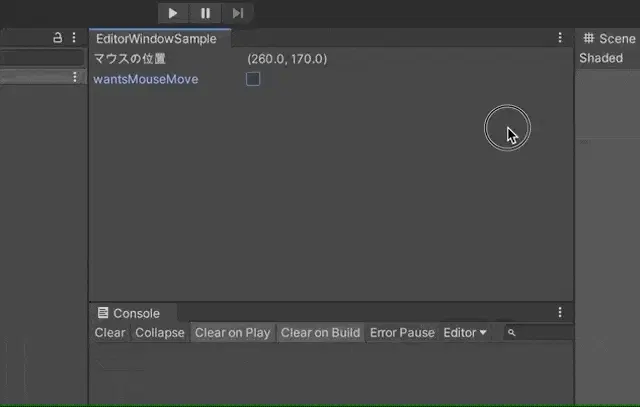 EditorWindowSample
Scene
マウスの位置 (260.0, 170.0)
Shaded
wantsMouseMove
Console
Clear Collapse Clear on Play Clear on Build Error Pause Editor